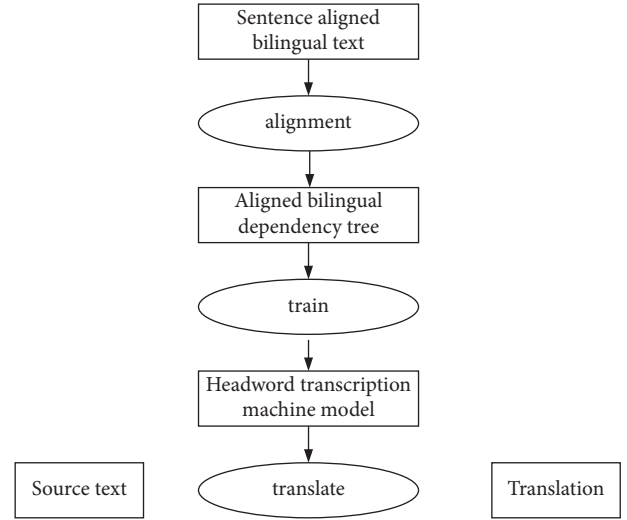 Sentence aligned
bilingual text
alignment
Aligned bilingual
dependency tree
train
Headword transcription
machine model
Source text
translate
Translation